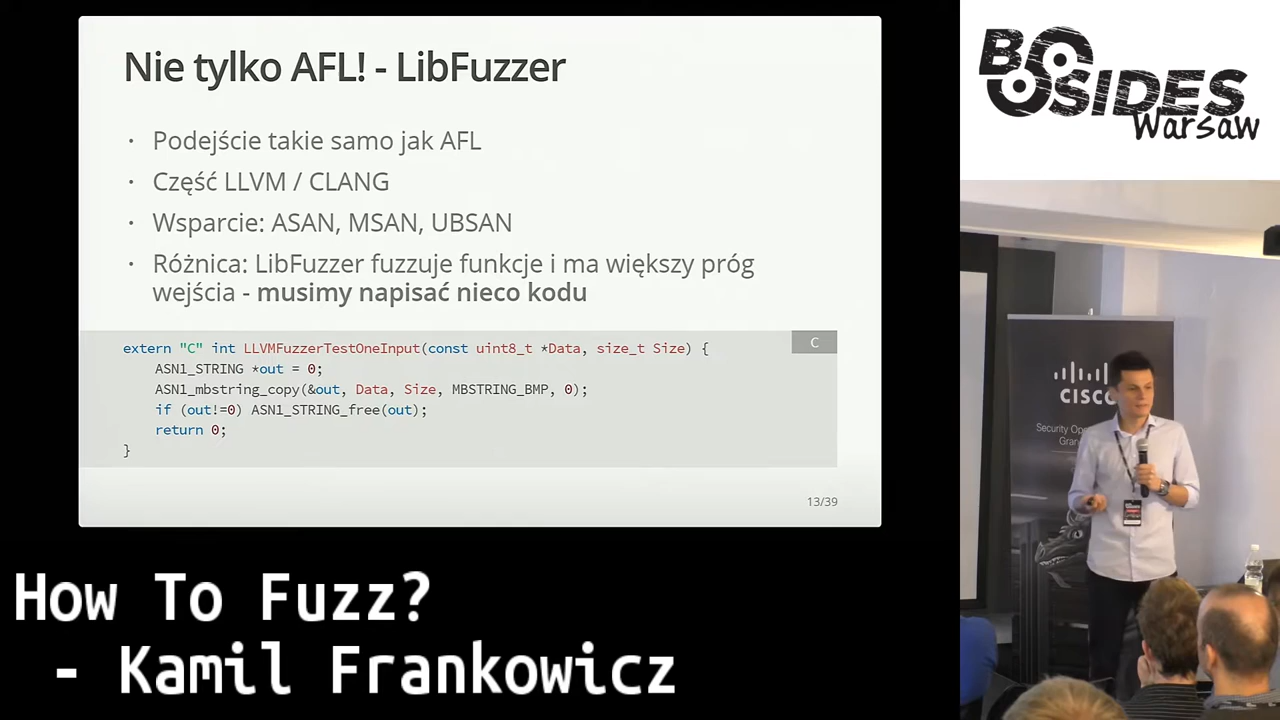 Nie tylko AFL! - LibFuzzer
• Podejście takie samo jak AFL
• Część LLVM / CLANG
• Wsparcie: ASAN, MSAN, UBSAN
• Różnica: LibFuzzer fuzzuje funkcje i ma większy próg
wejścia - musimy napisać nieco kodu
C
extern "C" int LLVMFuzzerTestOneInput(const uint8_t *Data, size_t Size) {
ASN1_STRING *out = 0;
ASN1_mbstring_copy(&out, Data, Size, MBSTRING_BMP, 0);
if (out!=0) ASN1_STRING_free(out);
return 0;
}
13/39
How To Fuzz?
- Kamil Frankowicz
BSIDES
Warsaw
CISCO
Security